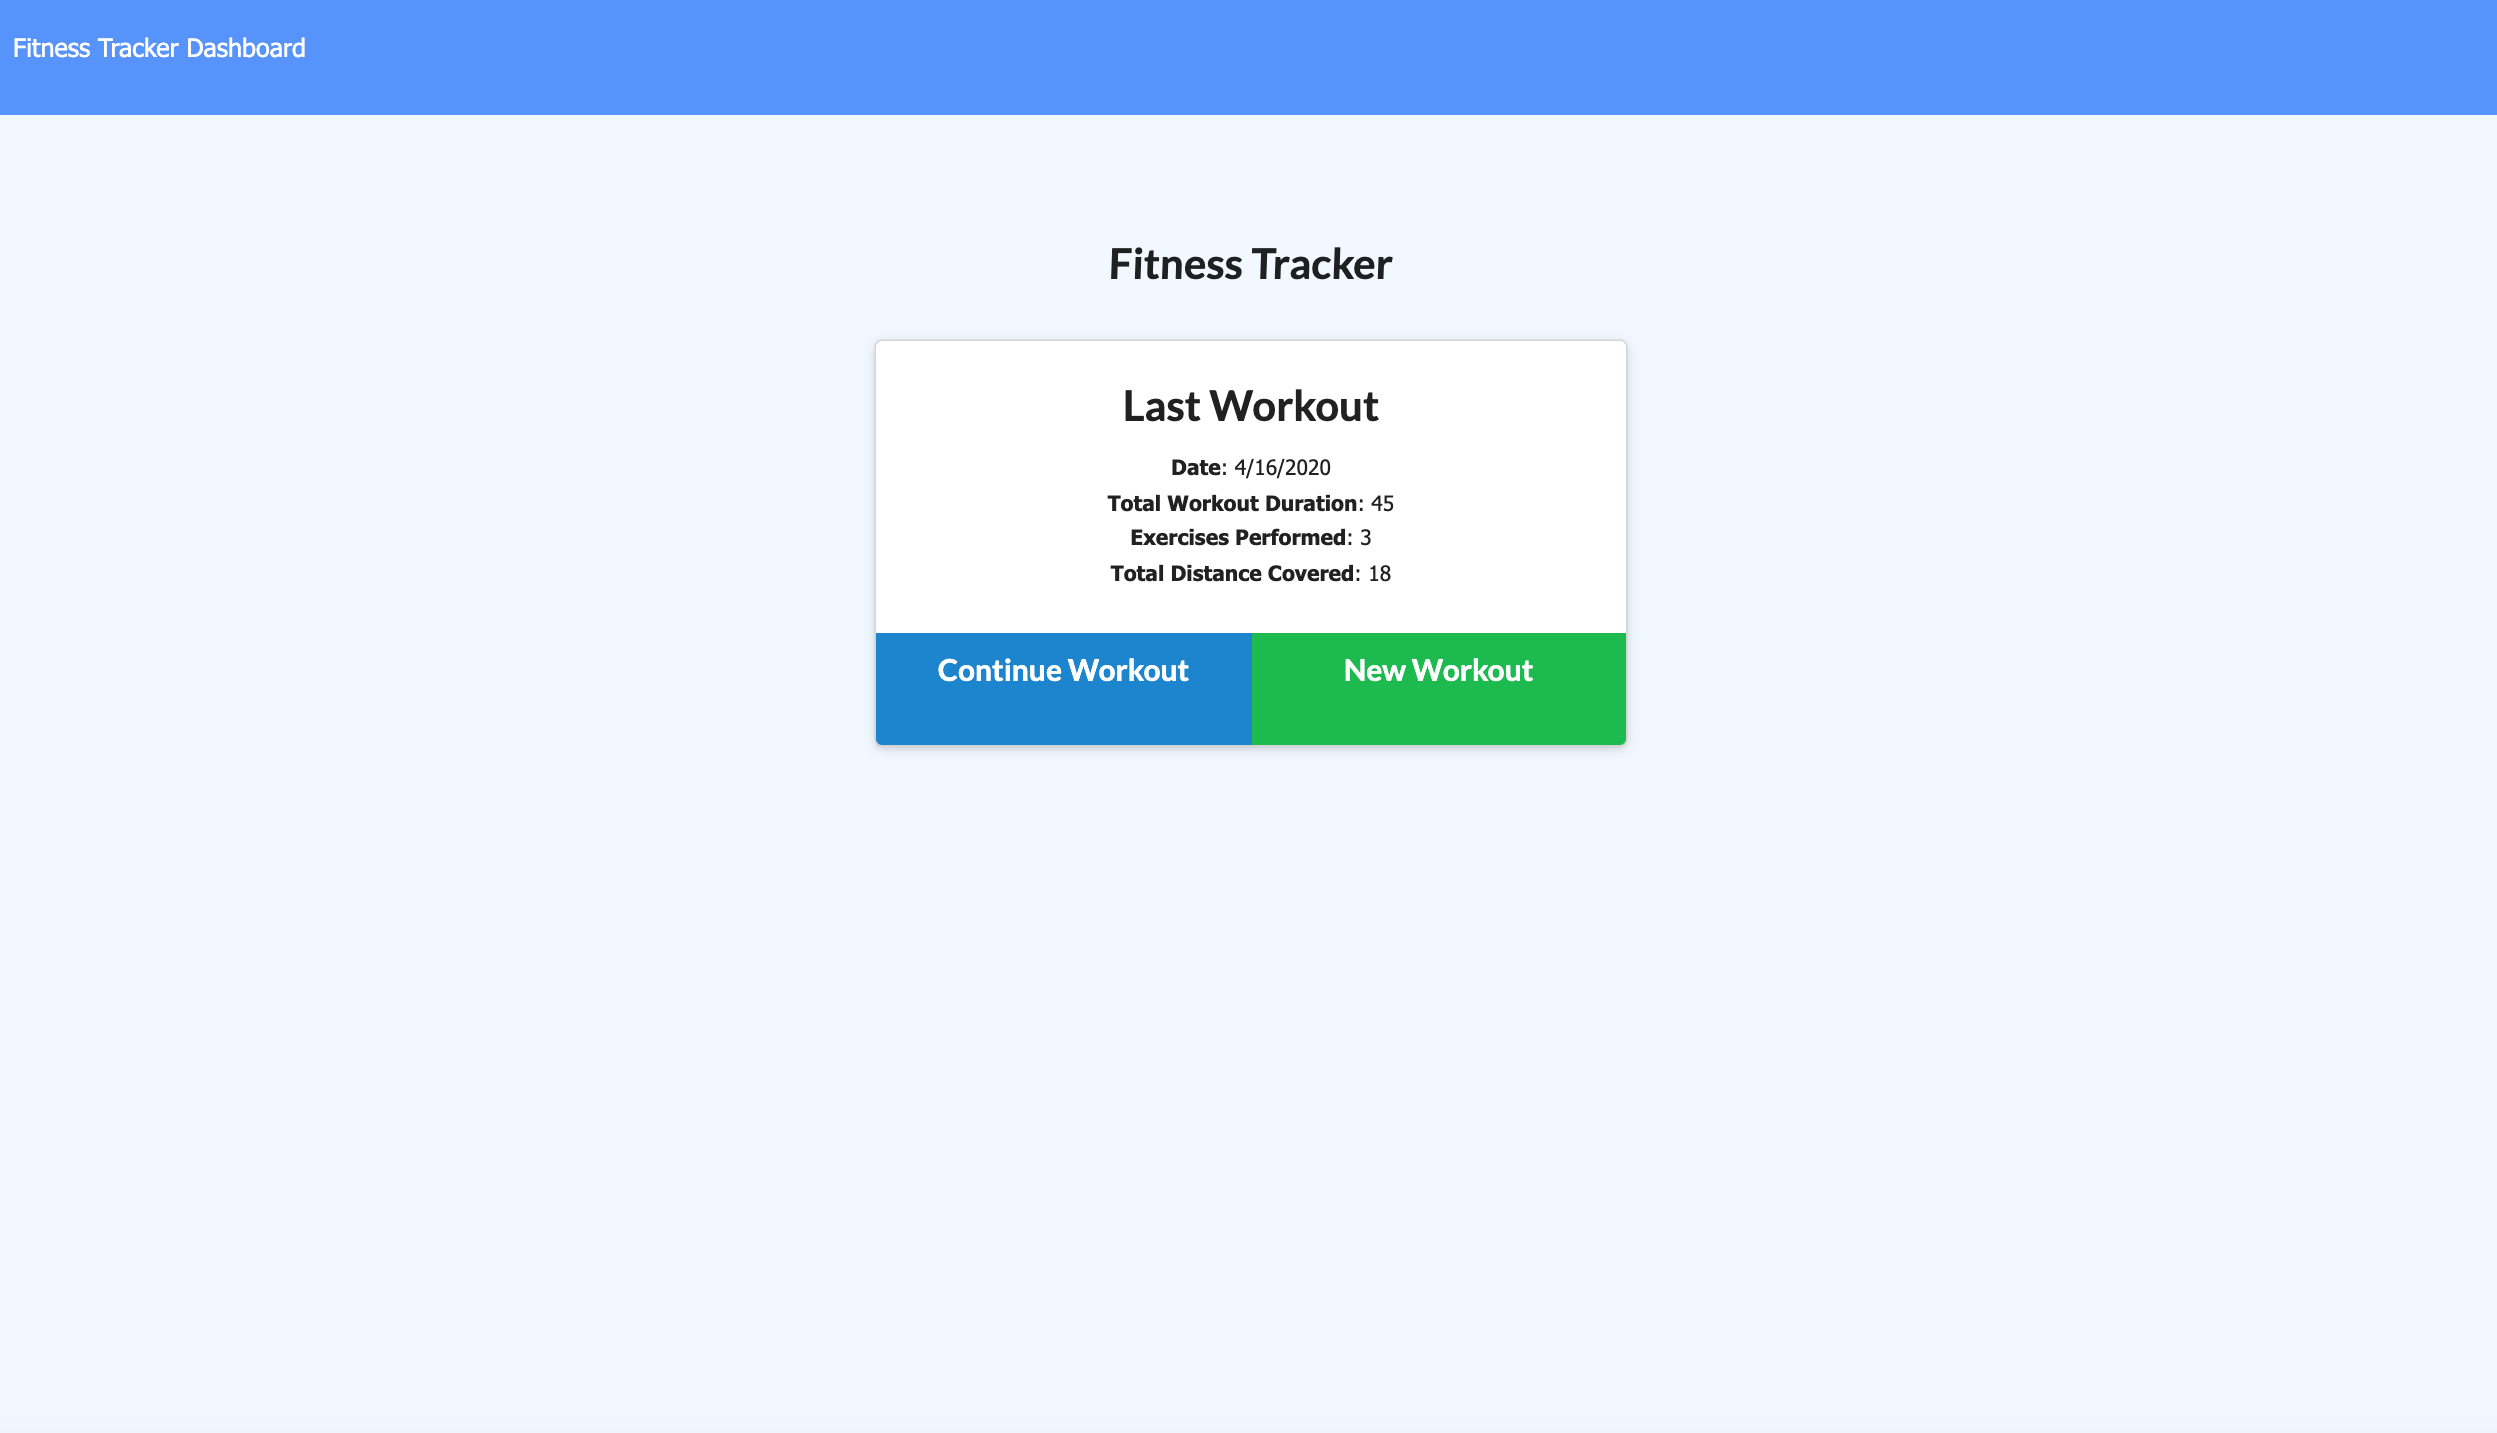 Fitness Tracker Dashboard
Fitness Tracker
Last Workout
Date: 4/16/2020
Total Workout Duration: 45
Exercises Performed: 3
Total Distance Covered: 18
Continue Workout
New Workout